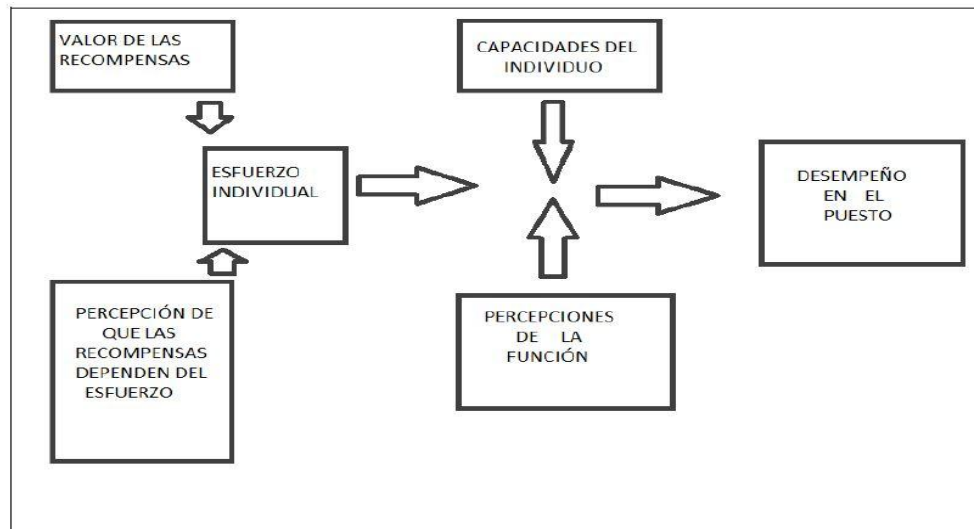 VALOR DE LAS
RECOMPENSAS
CAPACIDADES DEL
INDIVIDUO
ESFUERZO
INDIVIDUAL
DESEMPEÑO
EN EL
PUESTO
PERCEPCIÓN DE
QUE LAS
RECOMPENSAS
DEPENDEN DEL
ESFUERZO
PERCEPCIONES
DE LA
FUNCIÓN